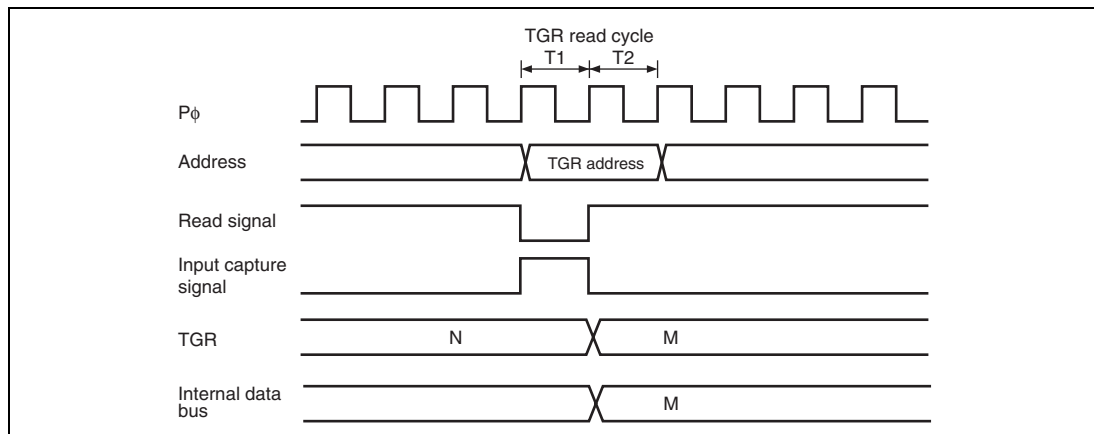 TGR read cycle
T1 T2
Pϕ
Address
TGR address
Read signal
Input capture
signal
TGR
N M
Internal data
bus
M